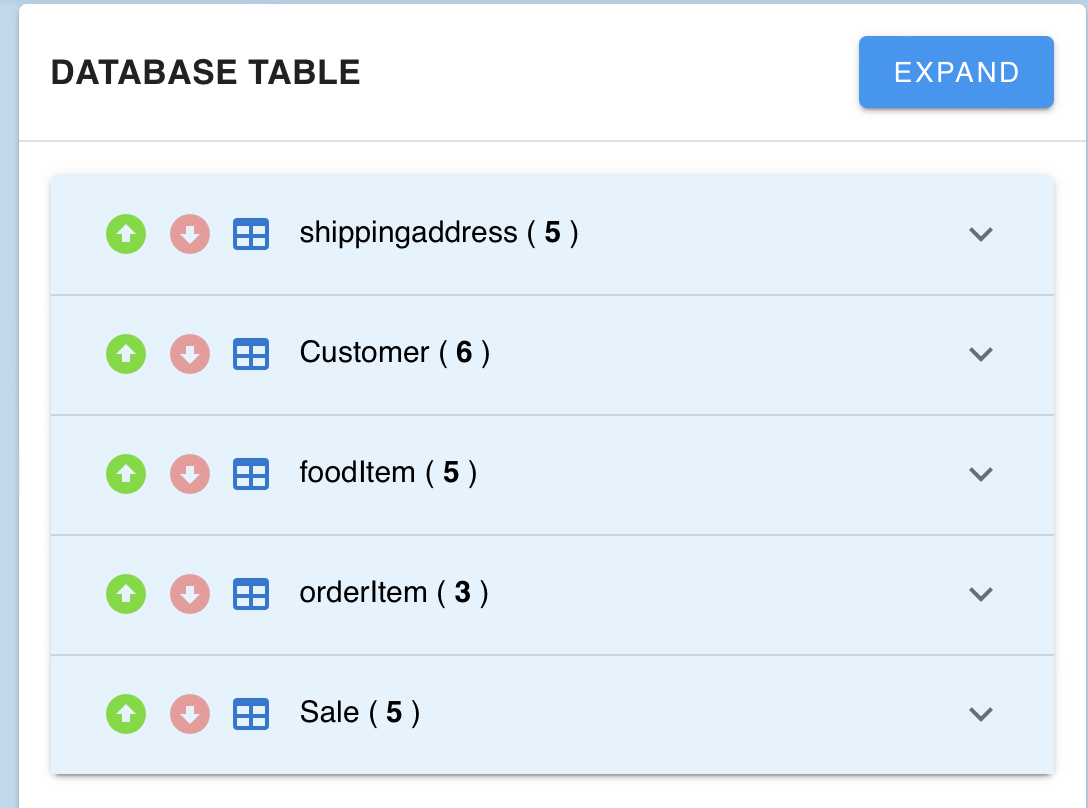 DATABASE TABLE
EXPAND
shippingaddress ( 5 )
Customer ( 6 )
foodItem ( 5 )
orderItem ( 3 )
Sale ( 5 )